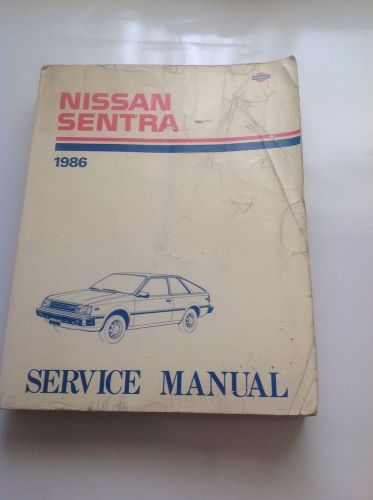 NISSAN
SENTRA
1986
SERVICE MANUAL